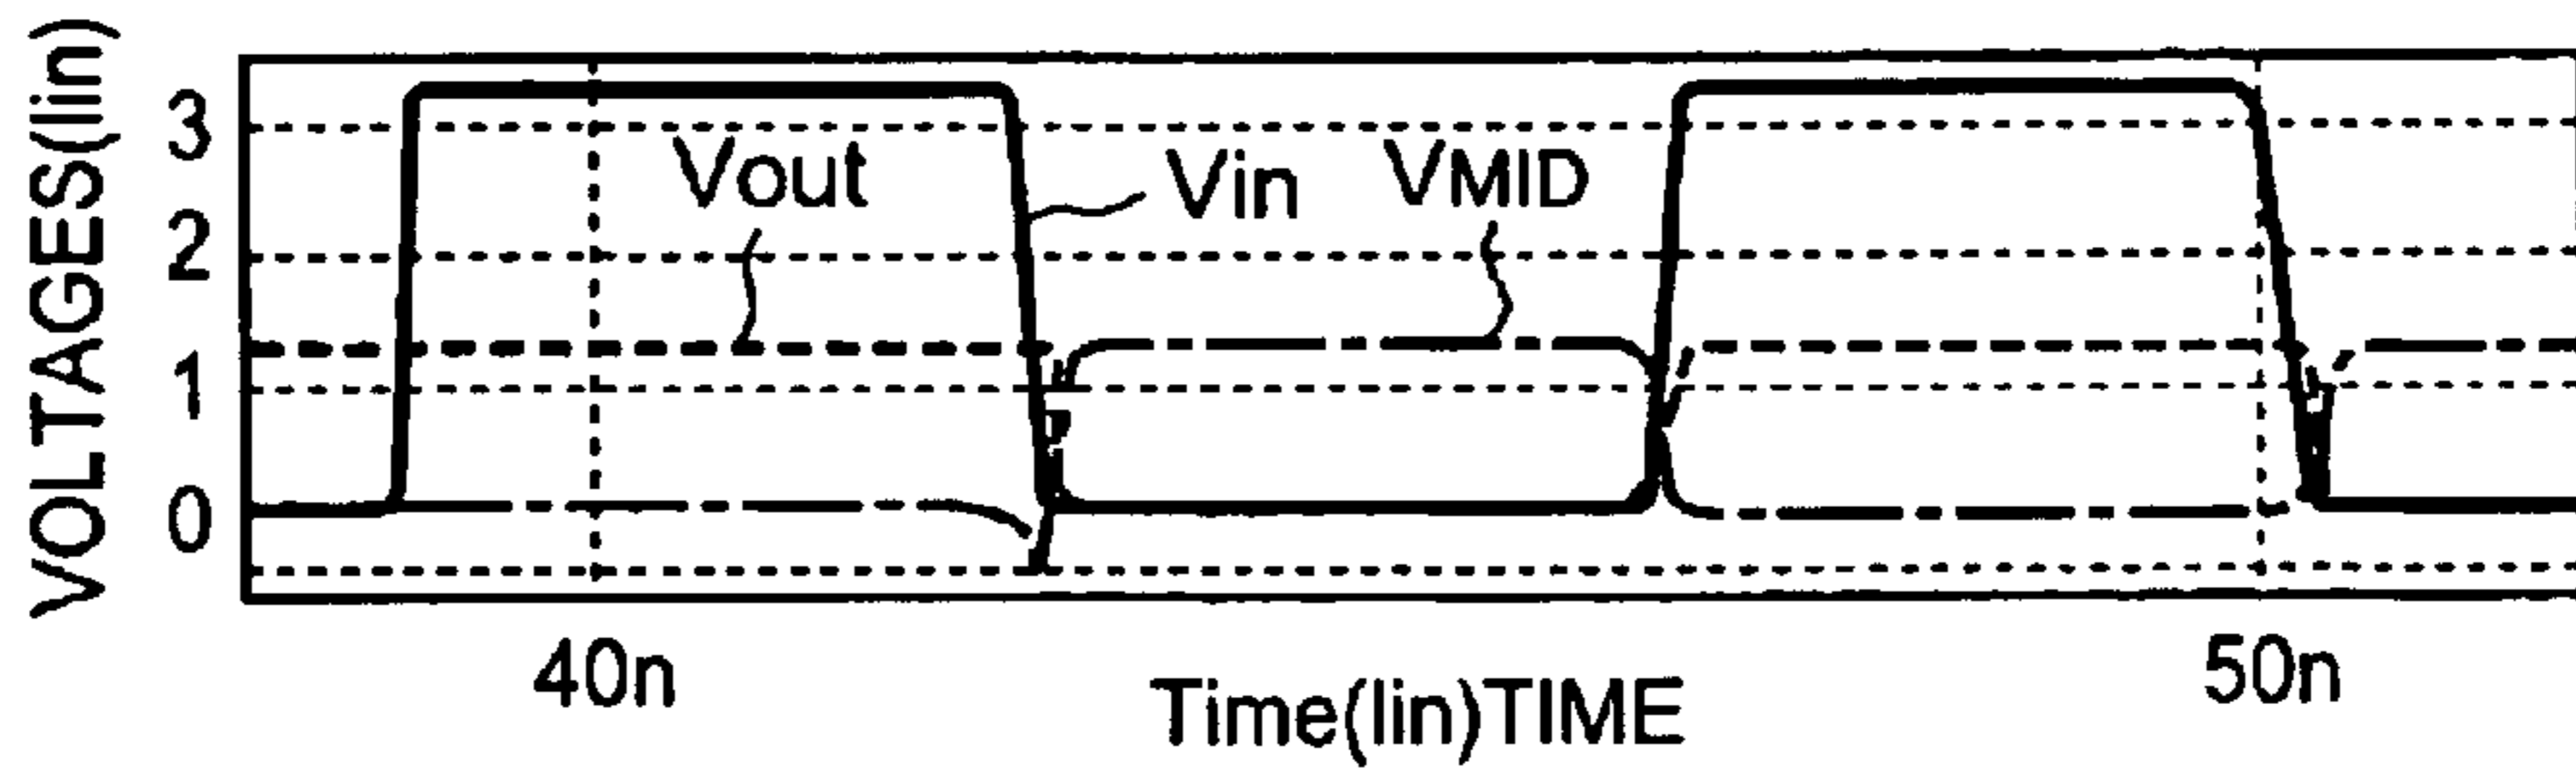 VOLTAGES(lin)
3
2
1
0
Vout
Vin
VMID
40n
50n
Time(lin)TIME